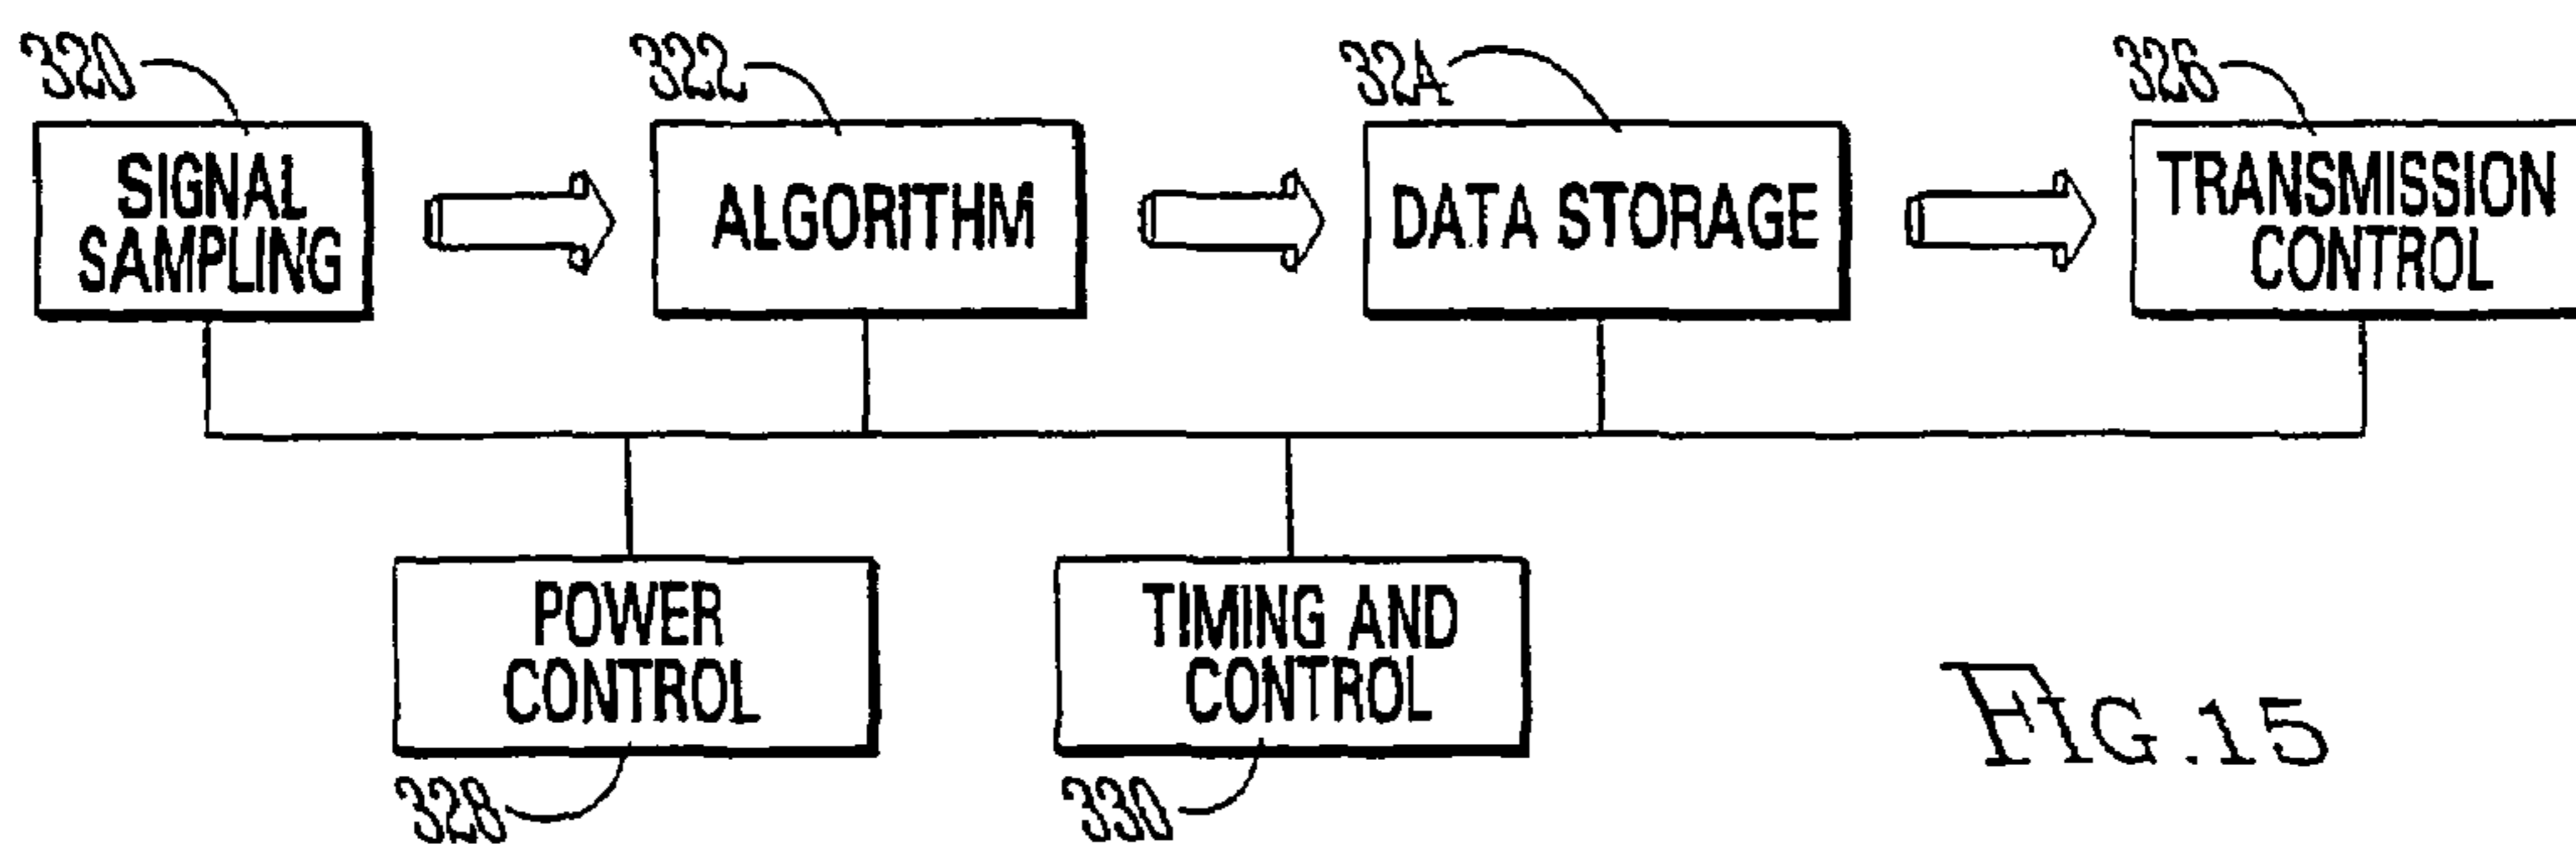 320
322
324
326
SIGNAL
SAMPLING
ALGORITHM
DATA STORAGE
TRANSMISSION
CONTROL
POWER
CONTROL
TIMING AND
CONTROL
328
330
FIG.15